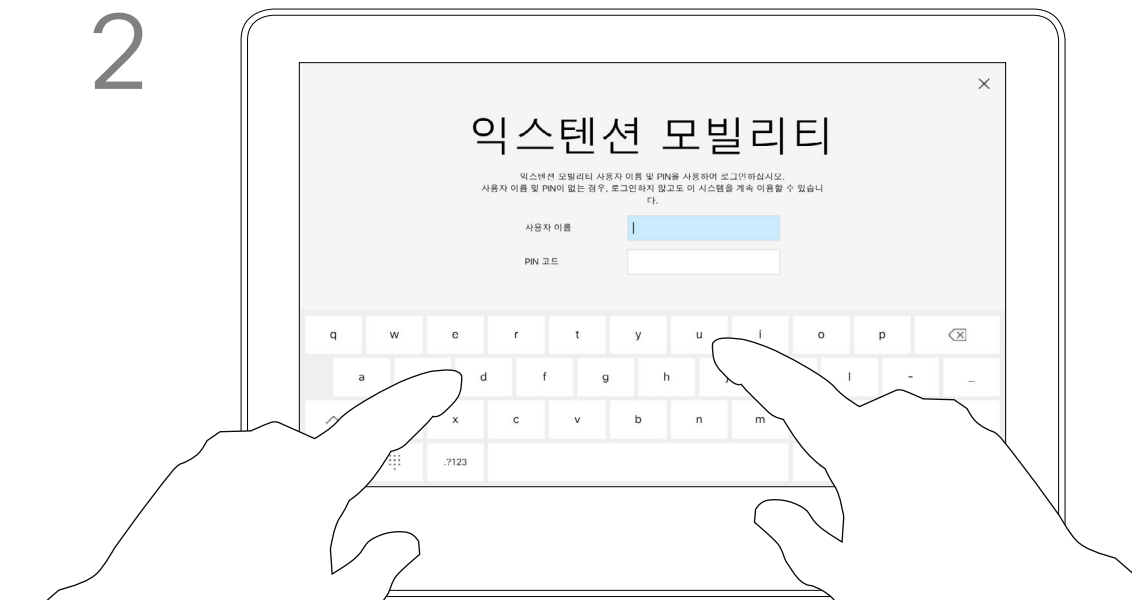 2
익스텐션 모빌리티
익스텐션 모빌리티 사용자 이름 및 PIN을 사용하여 로그인하십시오.
사용자 이름 및 PIN이 없는 경우, 로그인하지 않고도 이 시스템을 계속 이용할 수 있습니
다.
사용자 이름
PIN 코드
q w e r t y u i o p
a d f g h l - _
x c v b n m
.?123